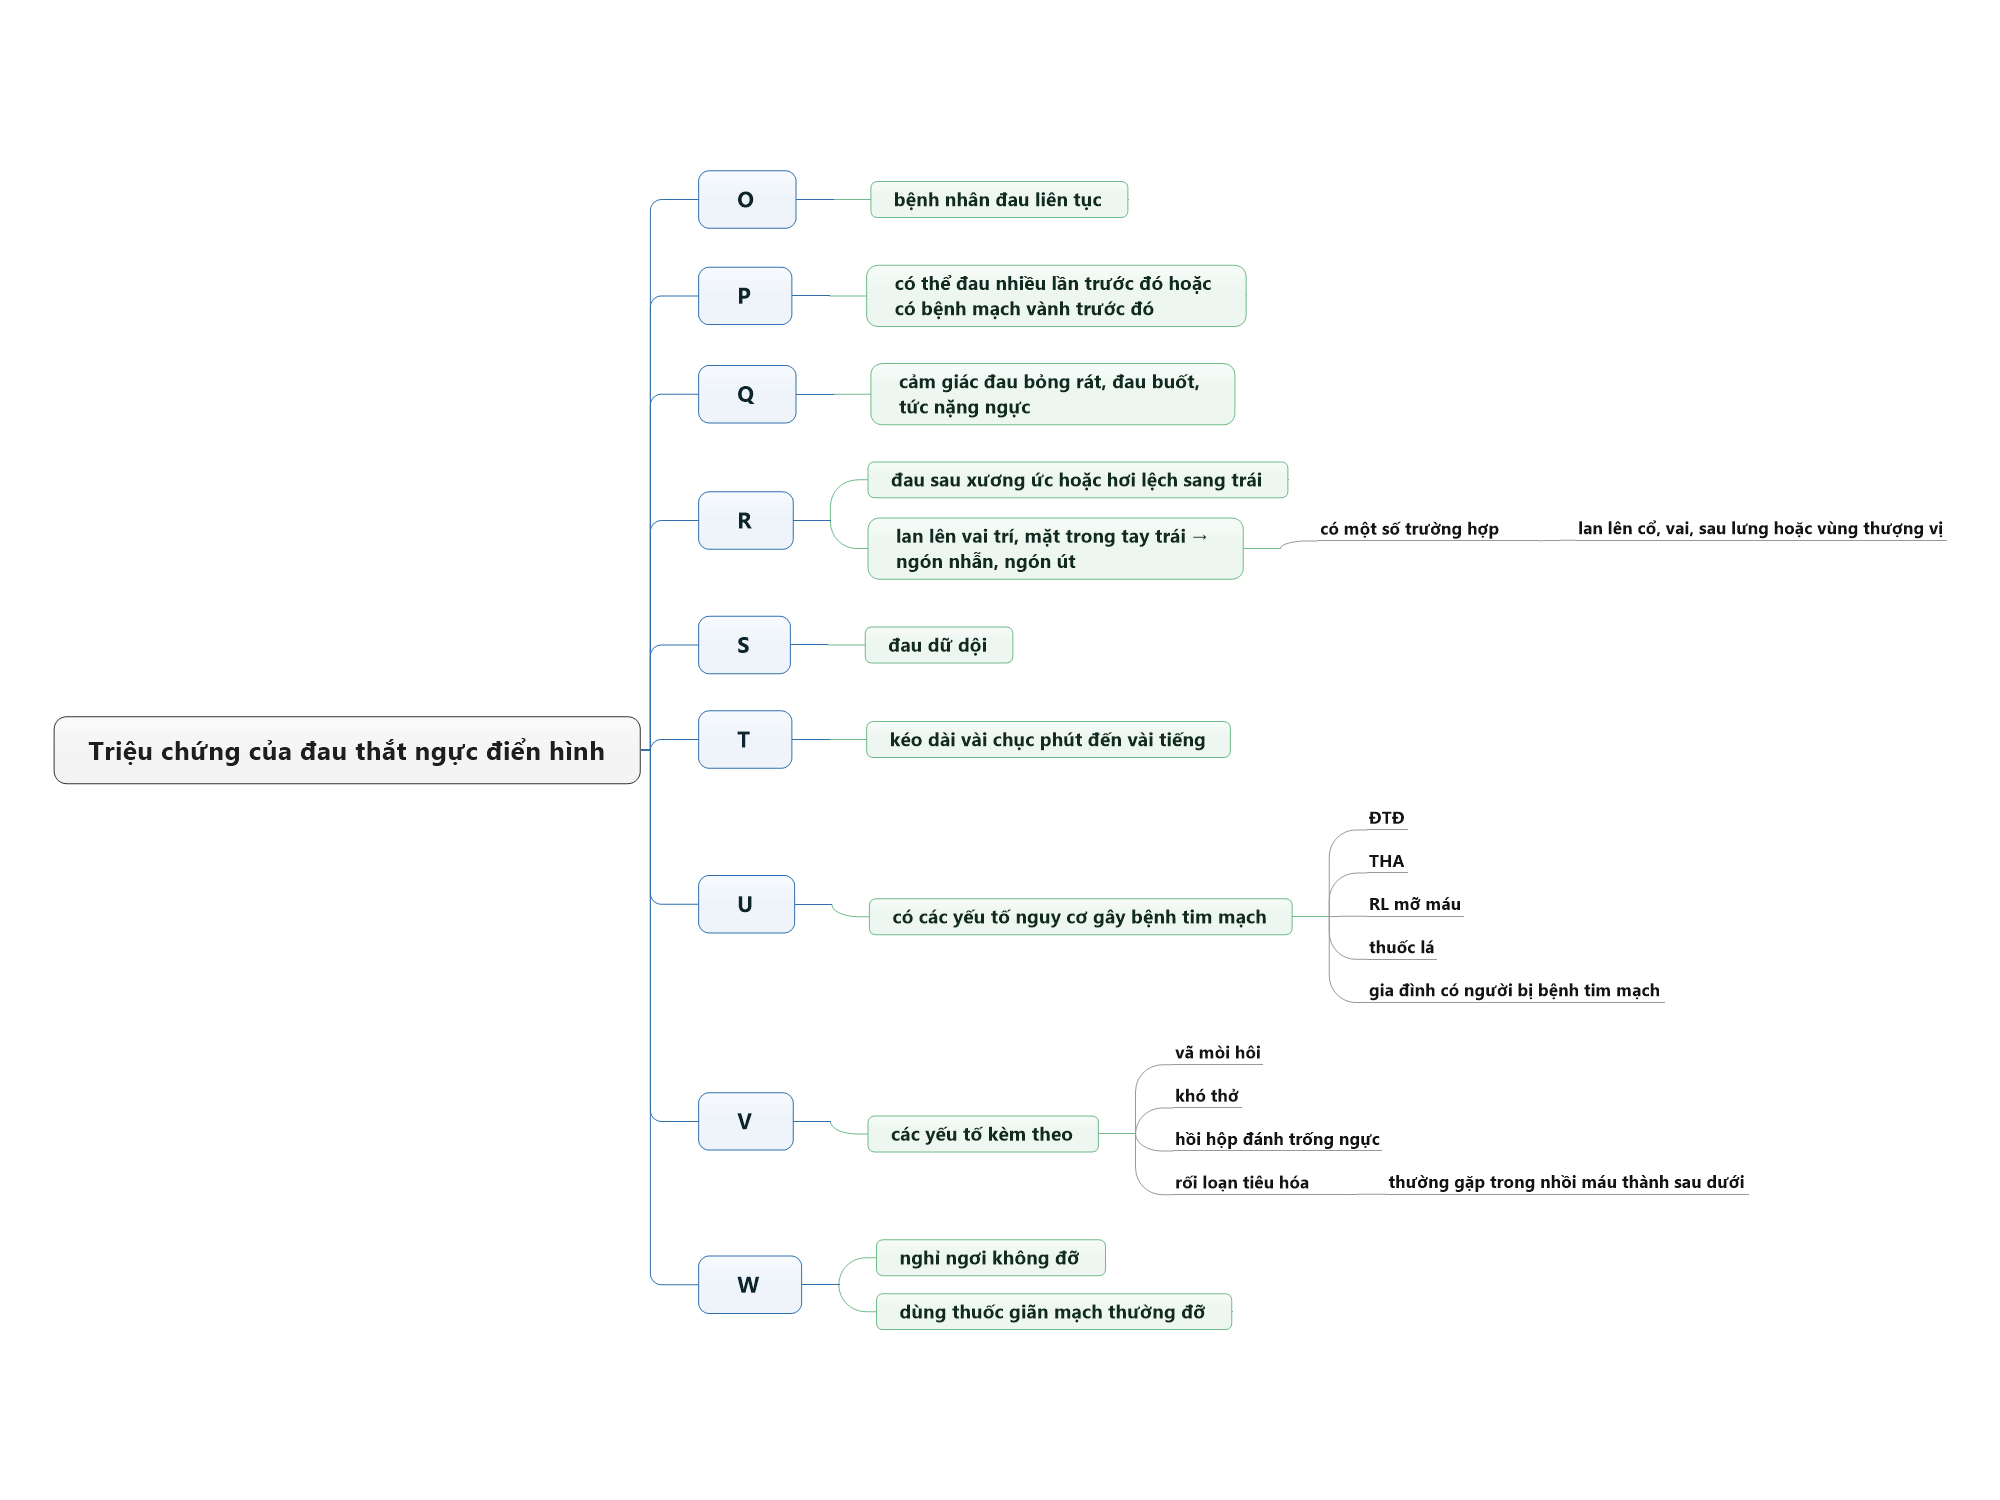 Triệu chứng của đau thắt ngực điển hình
O
bệnh nhân đau liên tục
P
có thể đau nhiều lần trước đó hoặc
có bệnh mạch vành trước đó
Q
cảm giác đau bỏng rát, đau buốt,
tức nặng ngực
R
đau sau xương ức hoặc hơi lệch sang trái
lan lên vai trí, mặt trong tay trái →
ngón nhẫn, ngón út
có một số trường hợp
lan lên cổ, vai, sau lưng hoặc vùng thượng vị
S
đau dữ dội
T
kéo dài vài chục phút đến vài tiếng
U
có các yếu tố nguy cơ gây bệnh tim mạch
ĐTĐ
THA
RL mỡ máu
thuốc lá
gia đình có người bị bệnh tim mạch
V
các yếu tố kèm theo
vã mòi hôi
khó thở
hồi hộp đánh trống ngực
rối loạn tiêu hóa
thường gặp trong nhồi máu thành sau dưới
W
nghỉ ngơi không đỡ
dùng thuốc giãn mạch thường đỡ